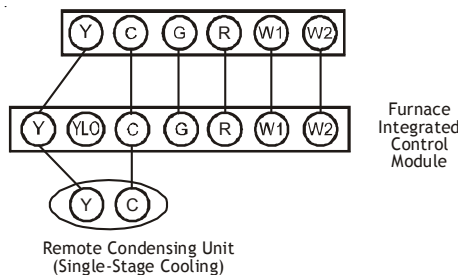 Y C G R W1 W2
Y YLO C G R W1 W2
Furnace
Integrated
Control
Module
Y C
Remote Condensing Unit
(Single-Stage Cooling)